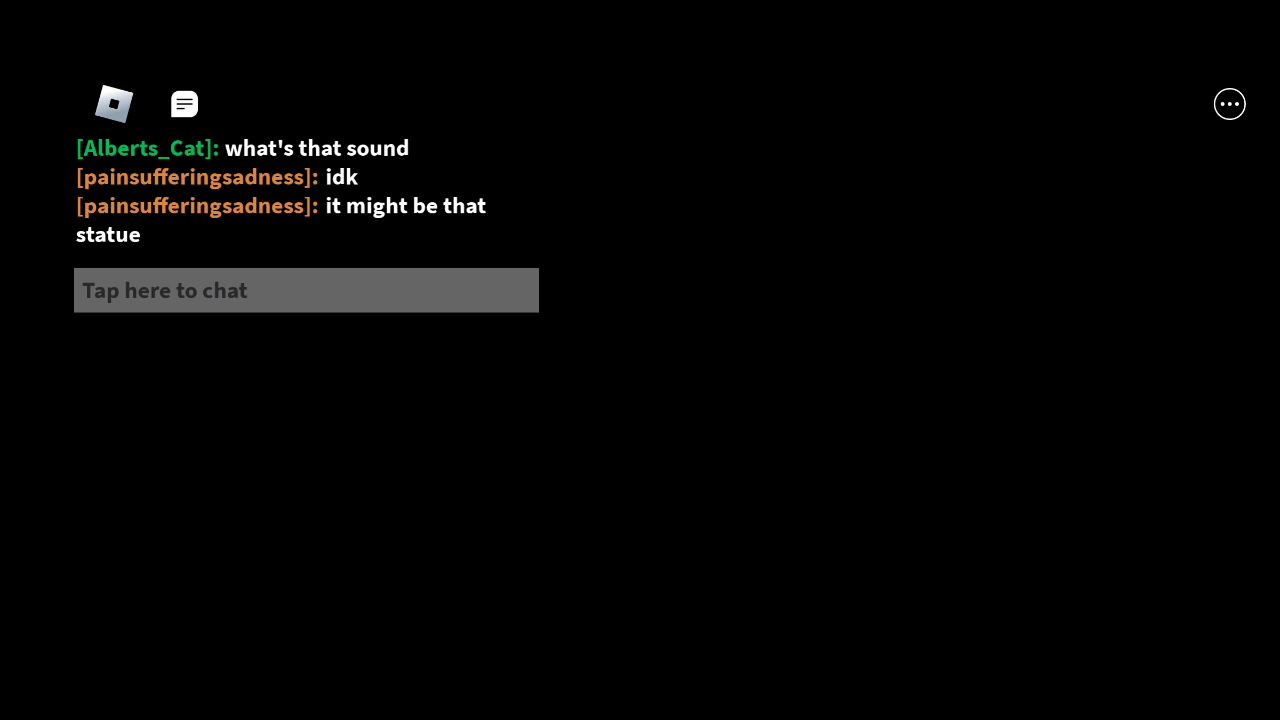 [Alberts_Cat]: what's that sound
[painsufferingsadness]: idk
[painsufferingsadness]: it might be that
statue
Tap here to chat